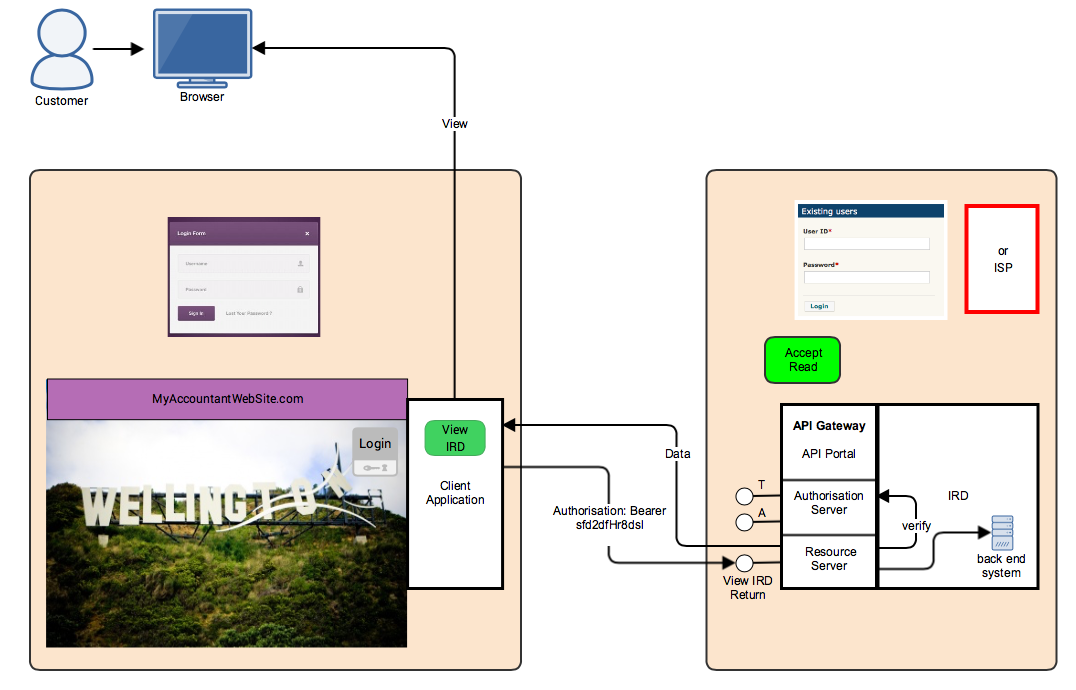 Customer
Browser
View
Login Form
×
Username
Password
Sign In
Lost Your Password?
MyAccountantWebSite.com
Login
WELLINGTON
View
IRD
Client
Application
Data
Authorisation: Bearer
sfd2dfHr8dsl
Existing users
User ID*
Password*
Login
or
ISP
Accept
Read
API Gateway
API Portal
T
A
Authorisation
Server
Resource
Server
IRD
verify
back end
system
View IRD
Return